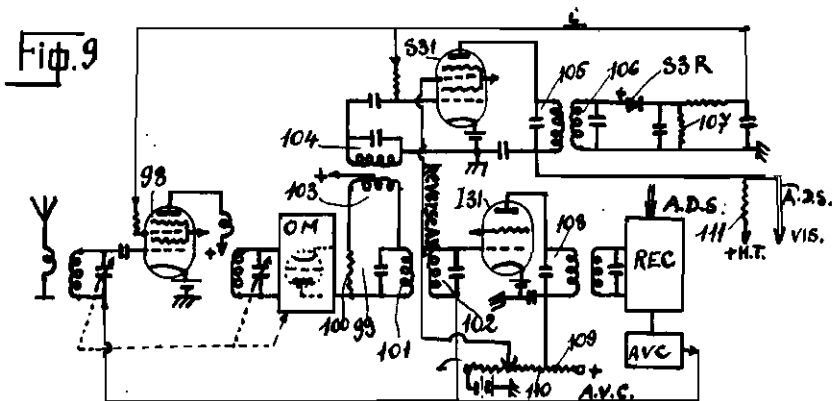 Fig. 9
L
S31
105
106
S3R
+
107
104
98
103
+
REVERSEABLE
I31
108
A.D.S.
A.D.S.
111
VIS.
+H.T.
+
OM
REC
100
99
101
102
109
+
110
AVC
A.V.C.